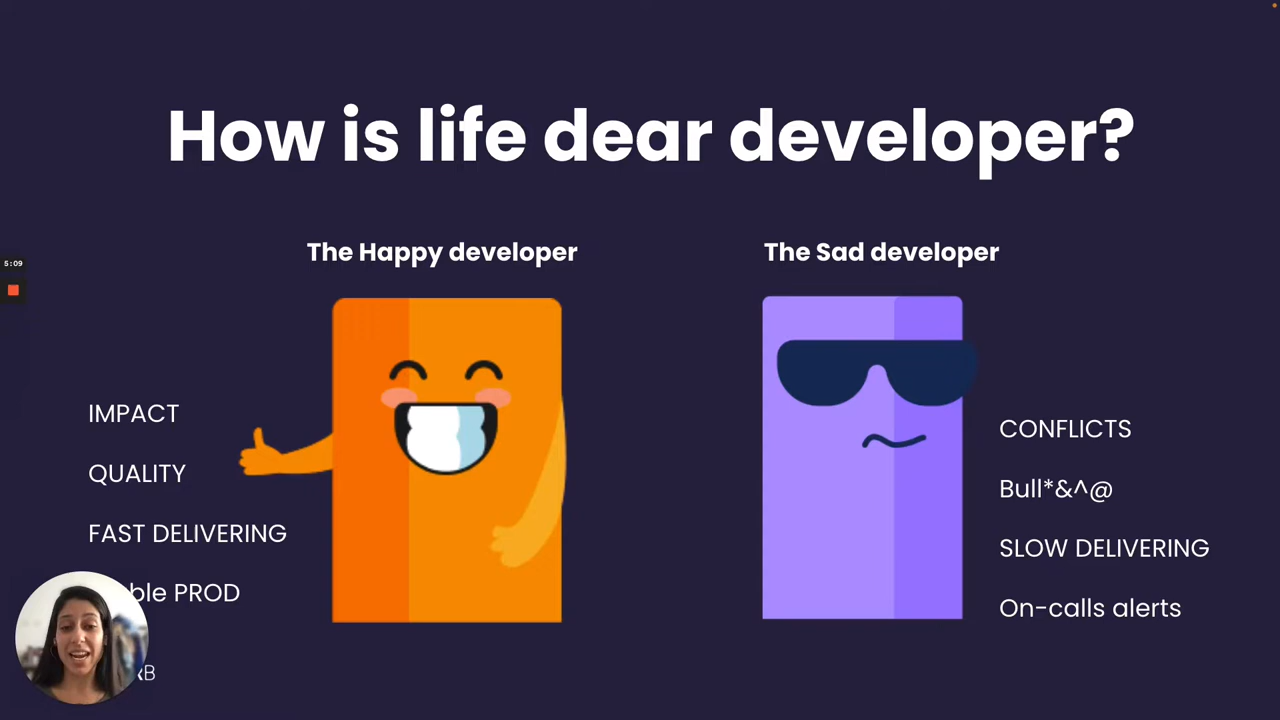 How is life dear developer?
The Happy developer
The Sad developer
5:09
IMPACT
QUALITY
FAST DELIVERING
PROD
CONFLICTS
Bull*&^@
SLOW DELIVERING
On-calls alerts